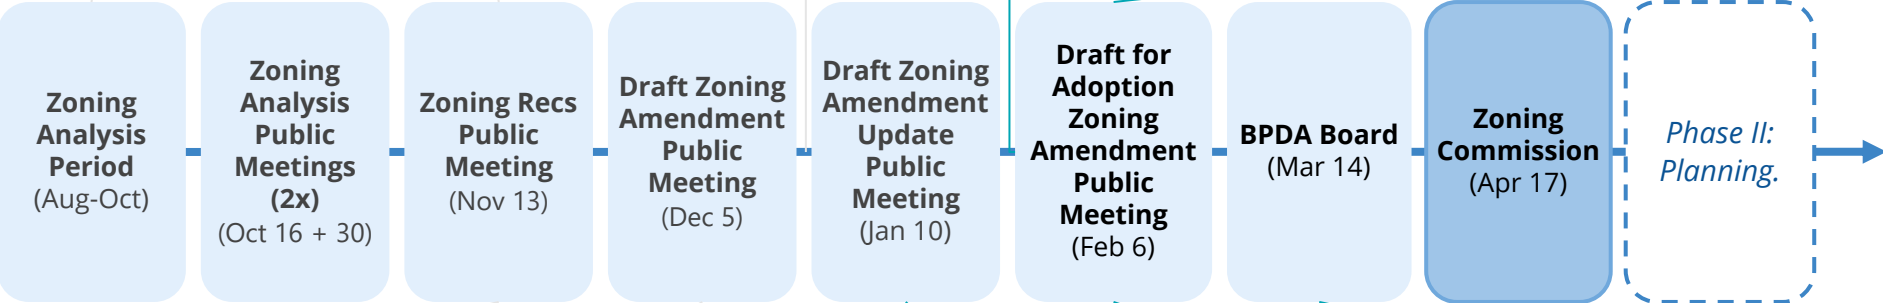 Zoning
Analysis
Period
(Aug-Oct)
Zoning
Analysis
Public
Meetings
(2x)
(Oct 16 + 30)
Zoning Recs
Public
Meeting
(Nov 13)
Draft Zoning
Amendment
Public
Meeting
(Dec 5)
Draft Zoning
Amendment
Update
Public
Meeting
(Jan 10)
Draft for
Adoption
Zoning
Amendment
Public
Meeting
(Feb 6)
BPDA Board
(Mar 14)
Zoning
Commission
(Apr 17)
Phase II:
Planning.